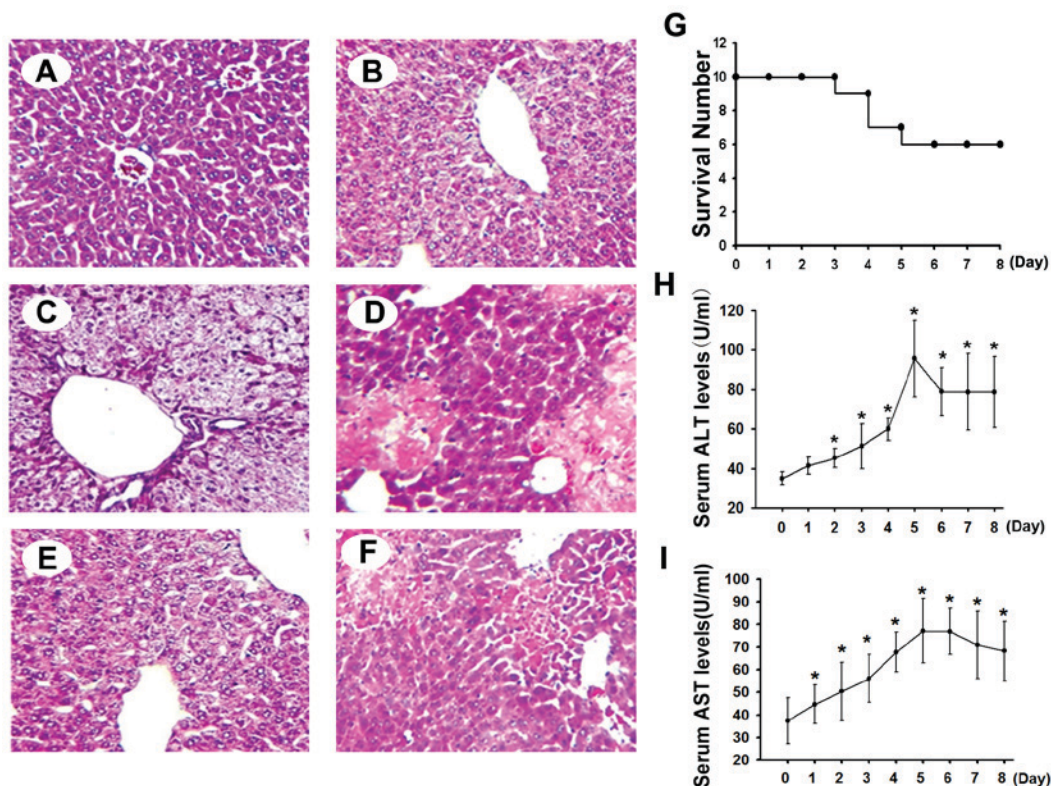 A
B
C
D
E
F
G
Survival Number
12
10
8
6
4
2
0
0 1 2 3 4 5 6 7 8 (Day)
H
Serum ALT levels (U/ml)
120
100
80
60
40
20
* * * * * * *
0 1 2 3 4 5 6 7 8 (Day)
I
Serum AST levels(U/ml)
100
90
80
70
60
50
40
30
20
* * * * * * * *
0 1 2 3 4 5 6 7 8 (Day)